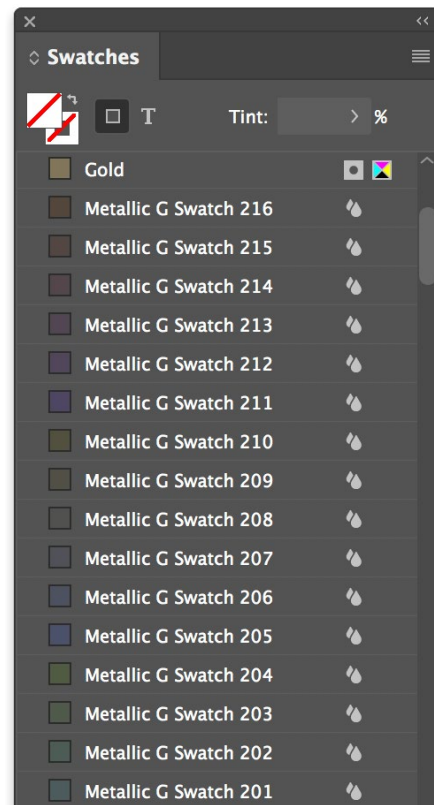 Swatches
T Tint: %
Gold
Metallic G Swatch 216
Metallic G Swatch 215
Metallic G Swatch 214
Metallic G Swatch 213
Metallic G Swatch 212
Metallic G Swatch 211
Metallic G Swatch 210
Metallic G Swatch 209
Metallic G Swatch 208
Metallic G Swatch 207
Metallic G Swatch 206
Metallic G Swatch 205
Metallic G Swatch 204
Metallic G Swatch 203
Metallic G Swatch 202
Metallic G Swatch 201